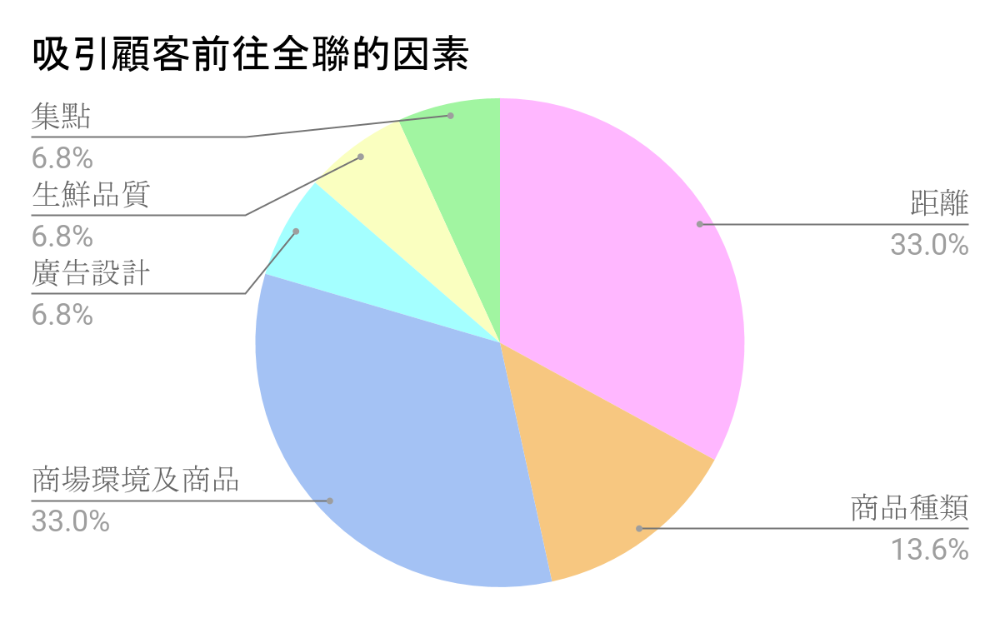 吸引顧客前往全聯的因素
集點
6.8%
生鮮品質
6.8%
廣告設計
6.8%
商場環境及商品
33.0%
距離
33.0%
商品種類
13.6%